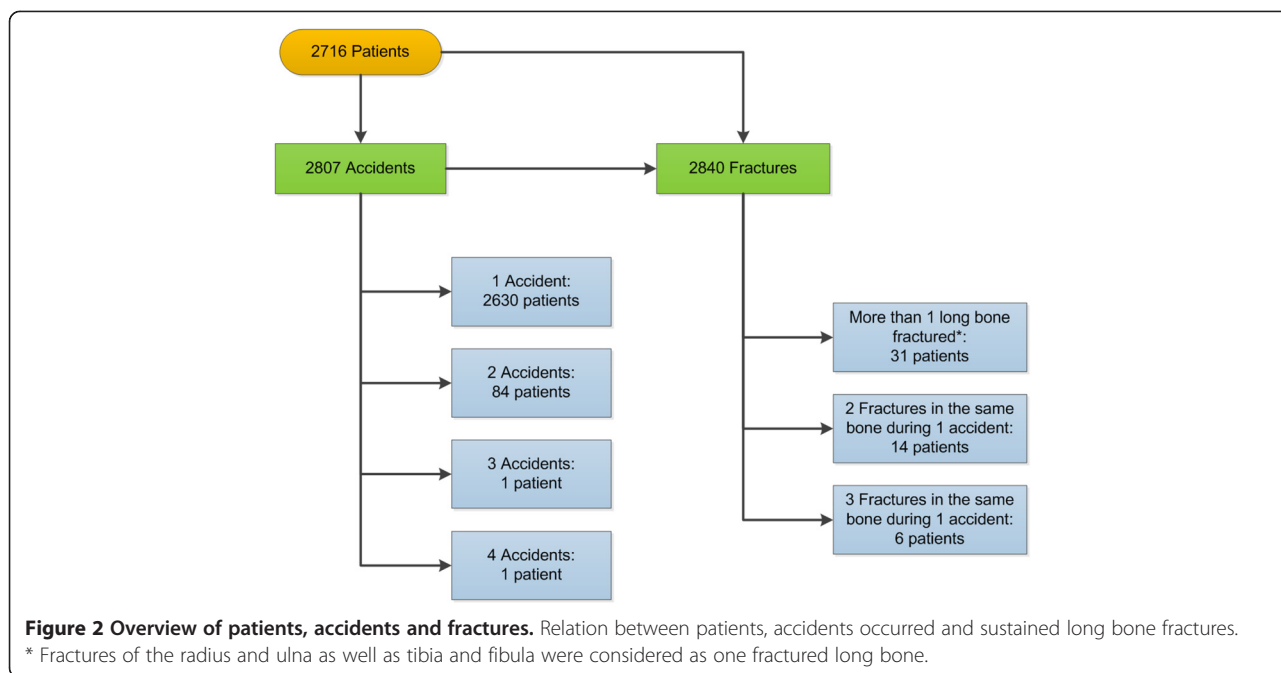 2716 Patients
2807 Accidents
2840 Fractures
1 Accident:
2630 patients
2 Accidents:
84 patients
3 Accidents:
1 patient
4 Accidents:
1 patient
More than 1 long bone
fractured*:
31 patients
2 Fractures in the same
bone during 1 accident:
14 patients
3 Fractures in the same
bone during 1 accident:
6 patients
Figure 2 Overview of patients, accidents and fractures. Relation between patients, accidents occurred and sustained long bone fractures.
* Fractures of the radius and ulna as well as tibia and fibula were considered as one fractured long bone.